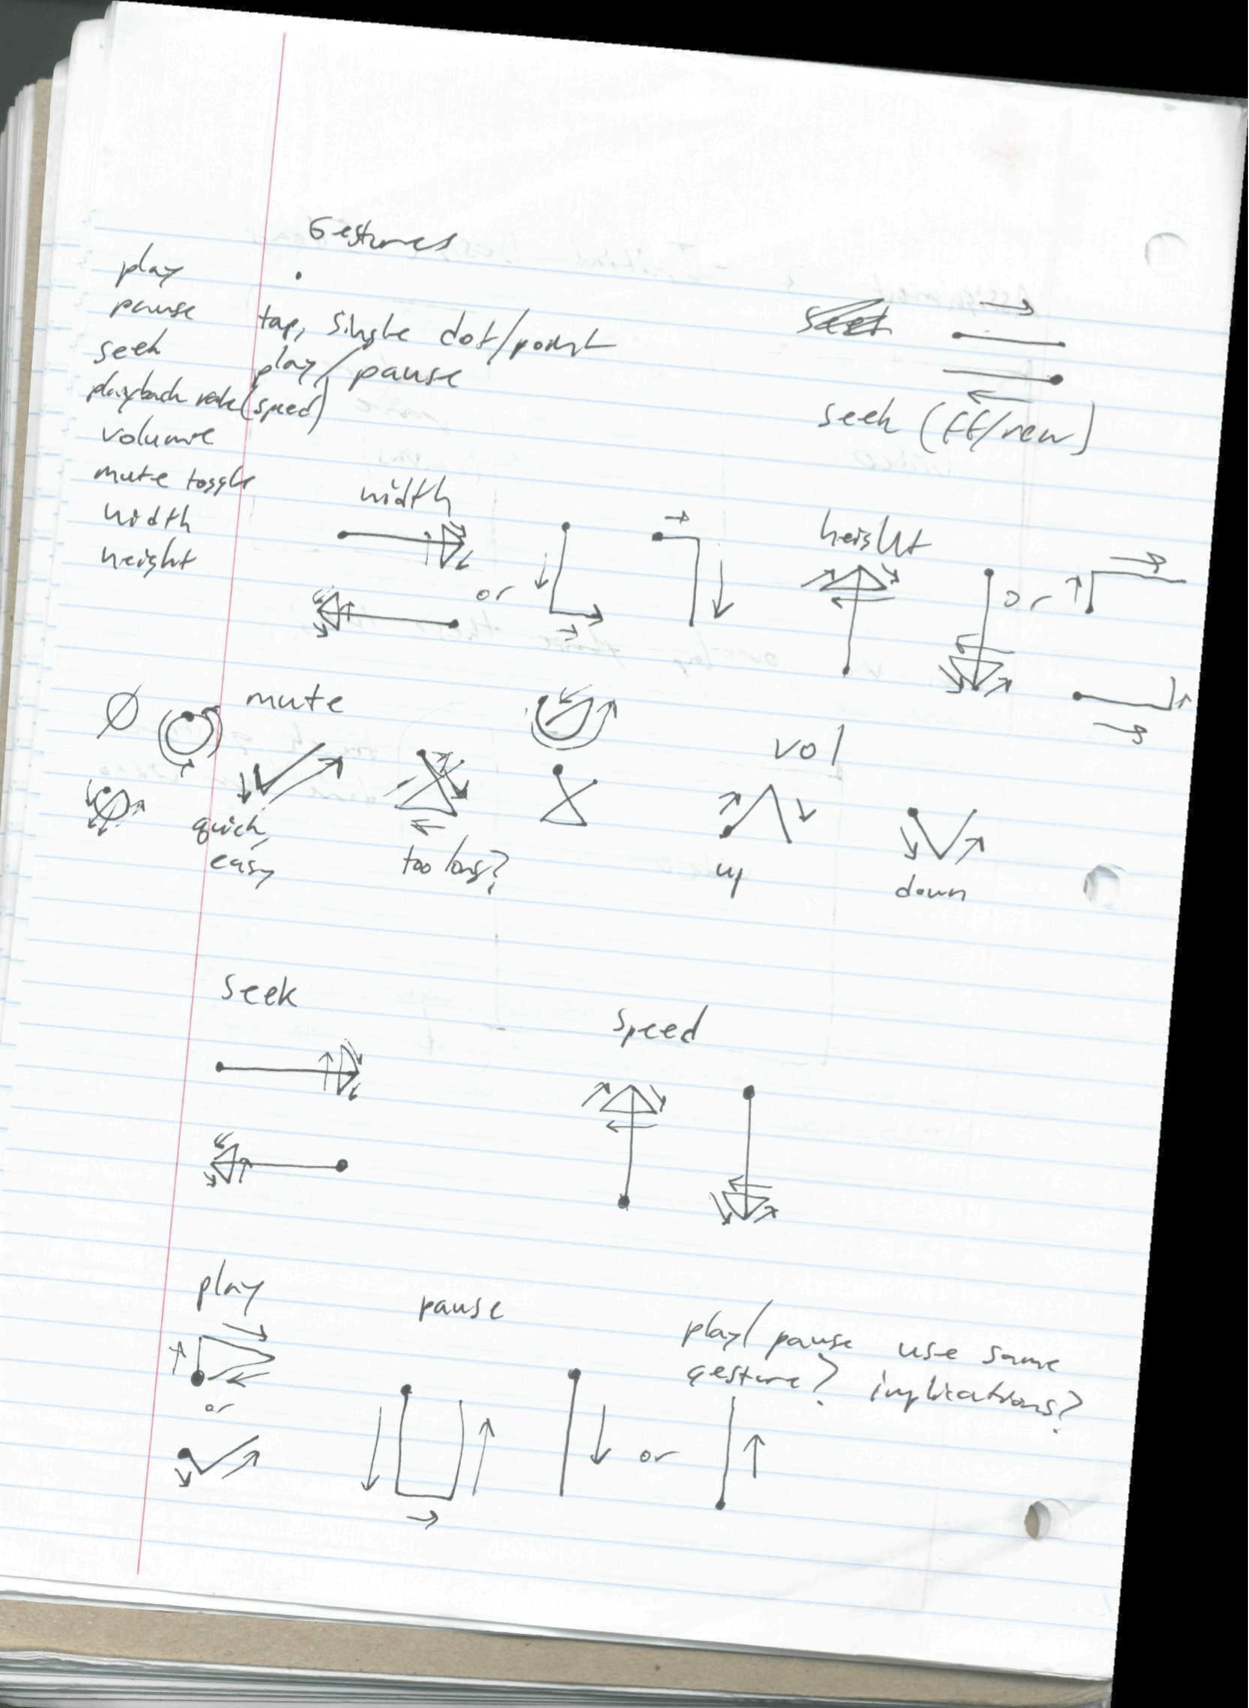 Gestures
play
pause
seek
playback rate (speed)
volume
mute toggle
width
height
tap, single dot/point
play/pause
seek
seek (ff/rew)
width
or
height
or
mute
quick,
easy
too long?
vol
up
down
seek
speed
play
or
pause
or
play/pause use same
gesture? implications?